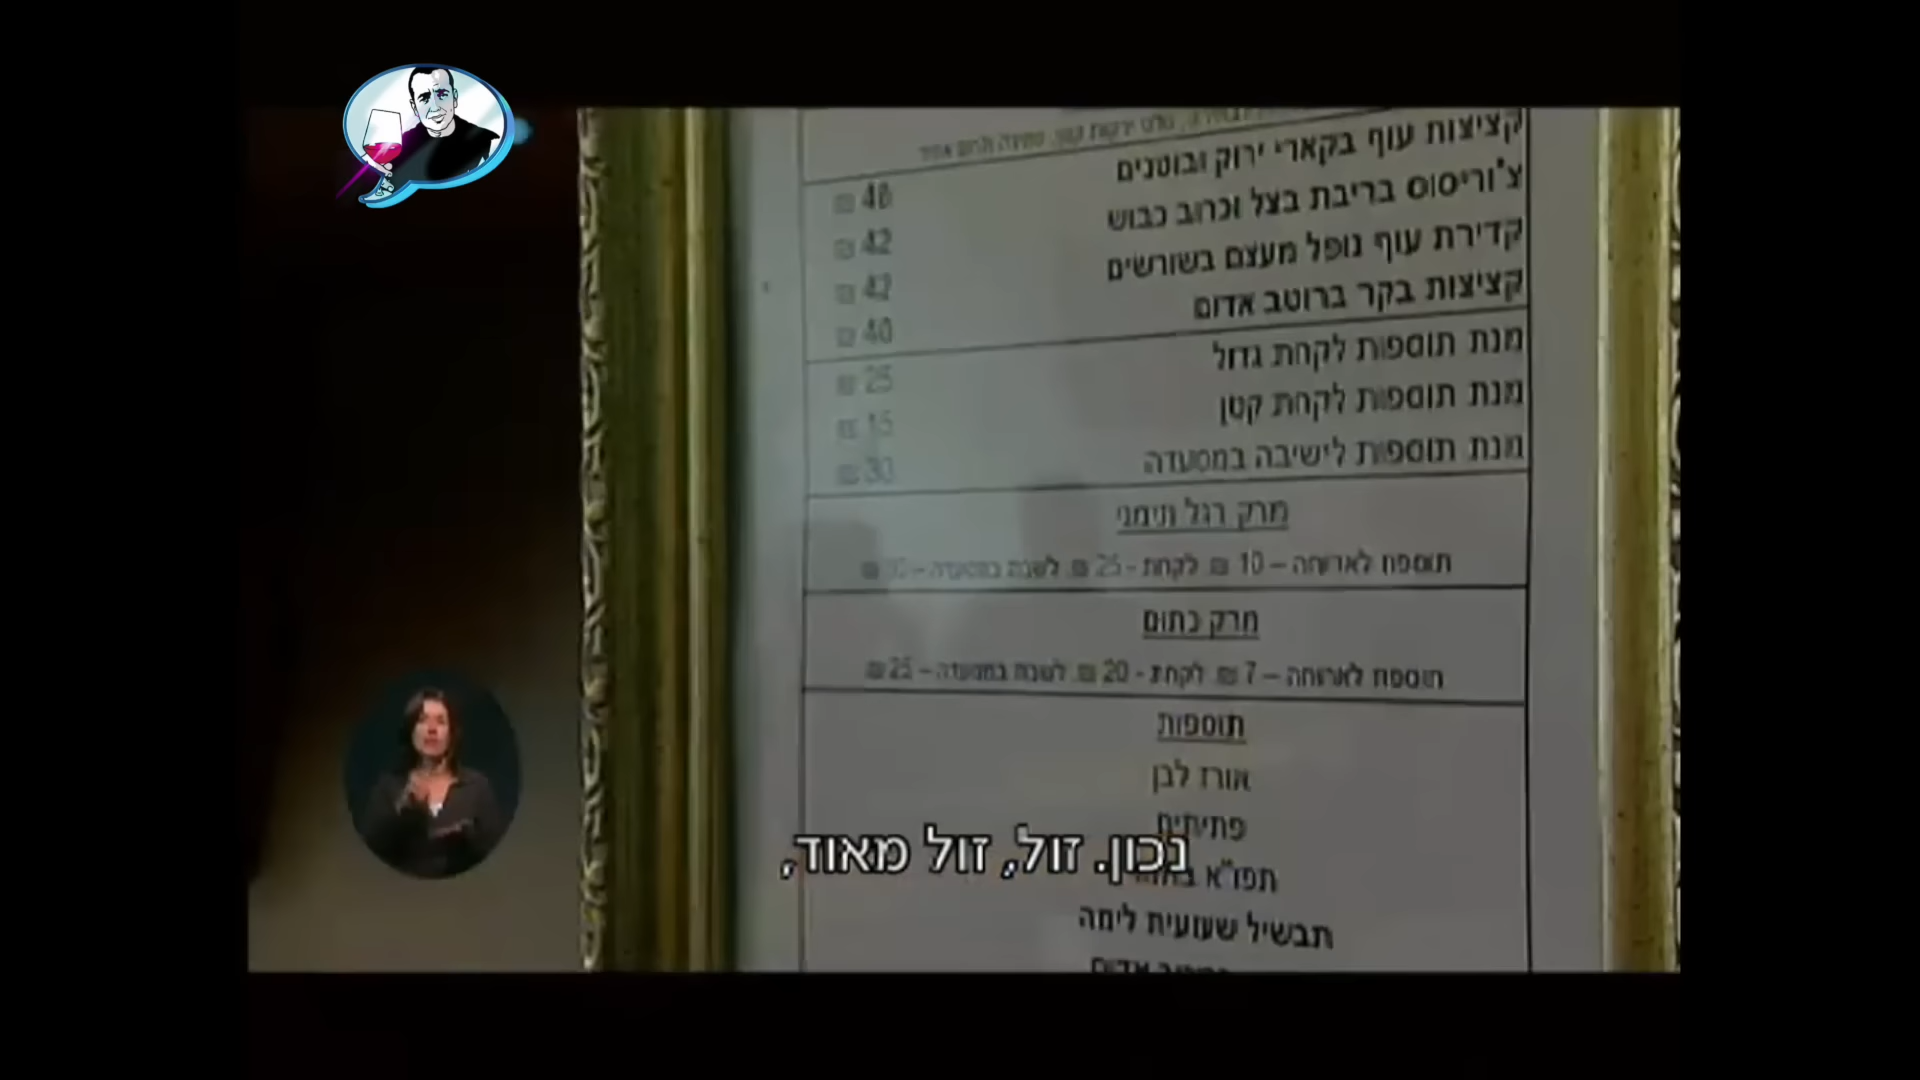 קציצות עוף בקארי ירוק ובוטנים 48 ₪
צ'וריסוס בריבת בצל וכרוב כבוש 42 ₪
קדירת עוף נופל מעצם בשורשים 42 ₪
קציצות בקר ברוטב אדום 40 ₪
מנת תוספות לקחת גדול 25 ₪
מנת תוספות לקחת קטן 15 ₪
מנת תוספות לישיבה במסעדה 30 ₪
מרק רגל תימני
תוספת לארוחה – 10 ₪ לקחת - 25 ₪ לשבת במסעדה – ₪
מרק כתום
תוספת לארוחה – 7 ₪ לקחת - 20 ₪ לשבת במסעדה – 25 ₪
תוספות
אורז לבן
פתיתים
נכון. זול, זול מאוד,
תפו"א
תבשיל שעועית לימה